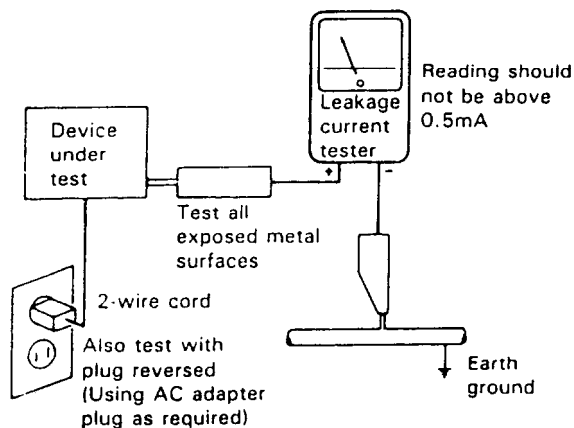 Device
under
test
Leakage
current
tester
+ -
Reading should
not be above
0.5mA
Test all
exposed metal
surfaces
2-wire cord
Also test with
plug reversed
(Using AC adapter
plug as required)
Earth
ground